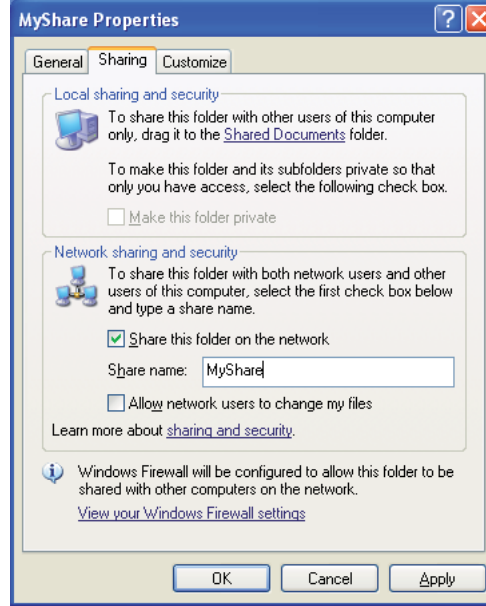 MyShare Properties
General Sharing Customize
Local sharing and security
To share this folder with other users of this computer
only, drag it to the Shared Documents folder.
To make this folder and its subfolders private so that
only you have access, select the following check box.
Make this folder private
Network sharing and security
To share this folder with both network users and other
users of this computer, select the first check box below
and type a share name.
Share this folder on the network
Share name: MyShare
Allow network users to change my files
Learn more about sharing and security.
Windows Firewall will be configured to allow this folder to be
shared with other computers on the network.
View your Windows Firewall settings
OK Cancel Apply